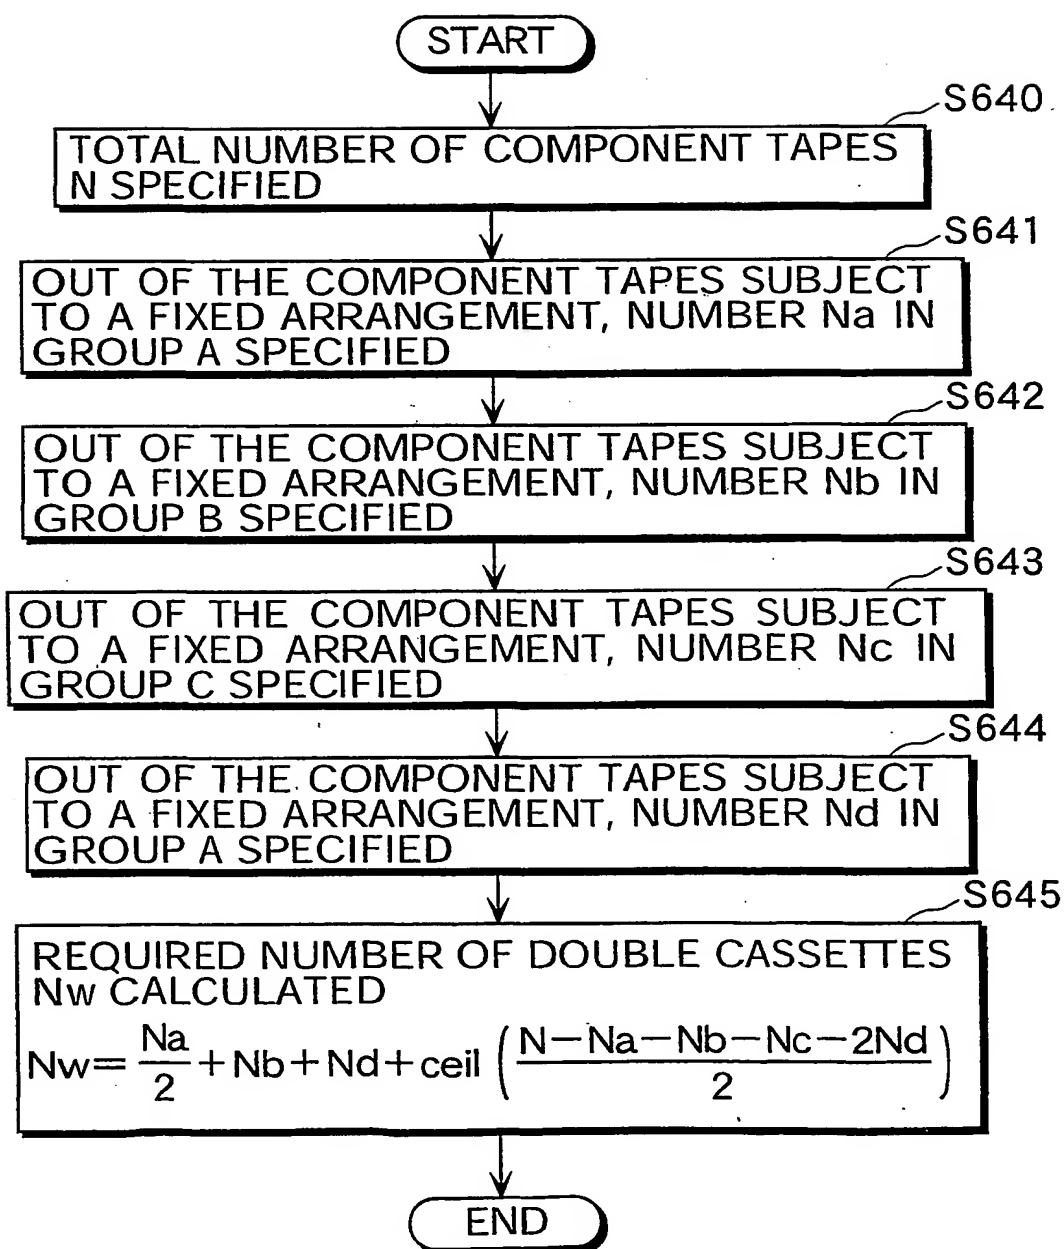 START
S640
TOTAL NUMBER OF COMPONENT TAPES
N SPECIFIED
S641
OUT OF THE COMPONENT TAPES SUBJECT
TO A FIXED ARRANGEMENT, NUMBER Na IN
GROUP A SPECIFIED
S642
OUT OF THE COMPONENT TAPES SUBJECT
TO A FIXED ARRANGEMENT, NUMBER Nb IN
GROUP B SPECIFIED
S643
OUT OF THE COMPONENT TAPES SUBJECT
TO A FIXED ARRANGEMENT, NUMBER Nc IN
GROUP C SPECIFIED
S644
OUT OF THE COMPONENT TAPES SUBJECT
TO A FIXED ARRANGEMENT, NUMBER Nd IN
GROUP A SPECIFIED
S645
REQUIRED NUMBER OF DOUBLE CASSETTES
Nw CALCULATED
Nw=Na/2+Nb+Nd+ceil((N-Na-Nb-Nc-2Nd)/2)
END